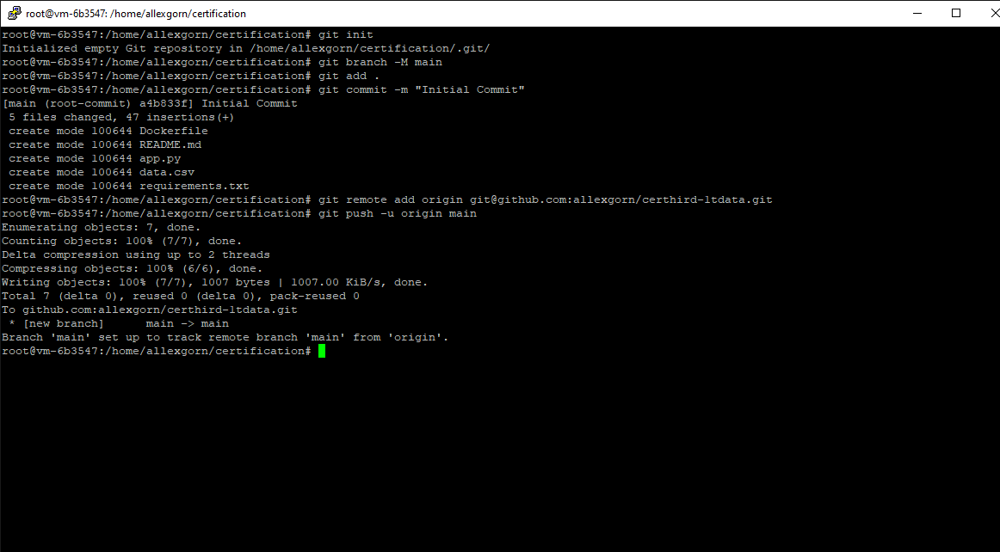 root@vm-6b3547: /home/allexgorn/certification
root@vm-6b3547:/home/allexgorn/certification# git init
Initialized empty Git repository in /home/allexgorn/certification/.git/
root@vm-6b3547:/home/allexgorn/certification# git branch -M main
root@vm-6b3547:/home/allexgorn/certification# git add .
root@vm-6b3547:/home/allexgorn/certification# git commit -m "Initial Commit"
[main (root-commit) a4b833f] Initial Commit
 5 files changed, 47 insertions(+)
 create mode 100644 Dockerfile
 create mode 100644 README.md
 create mode 100644 app.py
 create mode 100644 data.csv
 create mode 100644 requirements.txt
root@vm-6b3547:/home/allexgorn/certification# git remote add origin git@github.com:allexgorn/certhird-ltdata.git
root@vm-6b3547:/home/allexgorn/certification# git push -u origin main
Enumerating objects: 7, done.
Counting objects: 100% (7/7), done.
Delta compression using up to 2 threads
Compressing objects: 100% (6/6), done.
Writing objects: 100% (7/7), 1007 bytes | 1007.00 KiB/s, done.
Total 7 (delta 0), reused 0 (delta 0), pack-reused 0
To github.com:allexgorn/certhird-ltdata.git
 * [new branch]      main -> main
Branch 'main' set up to track remote branch 'main' from 'origin'.
root@vm-6b3547:/home/allexgorn/certification#